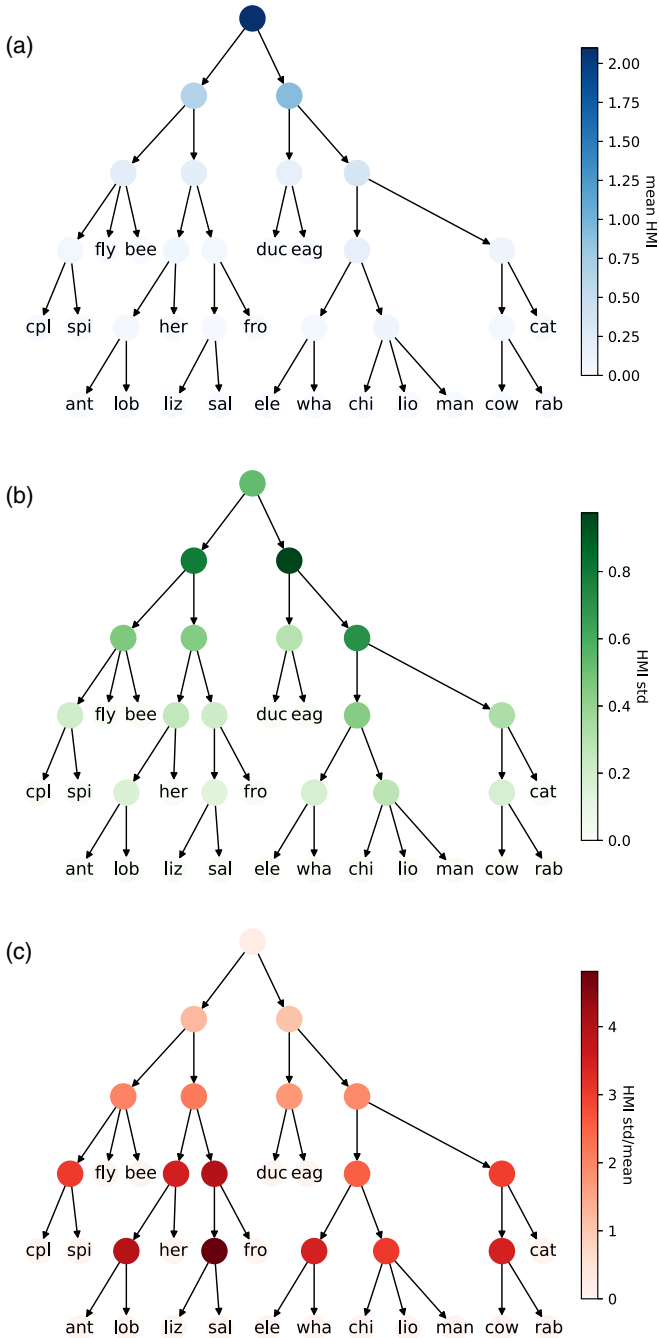 (a)
2.00
1.75
1.50
1.25
1.00
0.75
0.50
0.25
0.00
mean HMI
fly bee duc eag
cpl spi her fro cat
ant lob liz sal ele wha chi lio man cow rab
(b)
0.8
0.6
0.4
0.2
0.0
HMI std
fly bee duc eag
cpl spi her fro cat
ant lob liz sal ele wha chi lio man cow rab
(c)
4
3
2
1
0
HMI std/mean
fly bee duc eag
cpl spi her fro cat
ant lob liz sal ele wha chi lio man cow rab